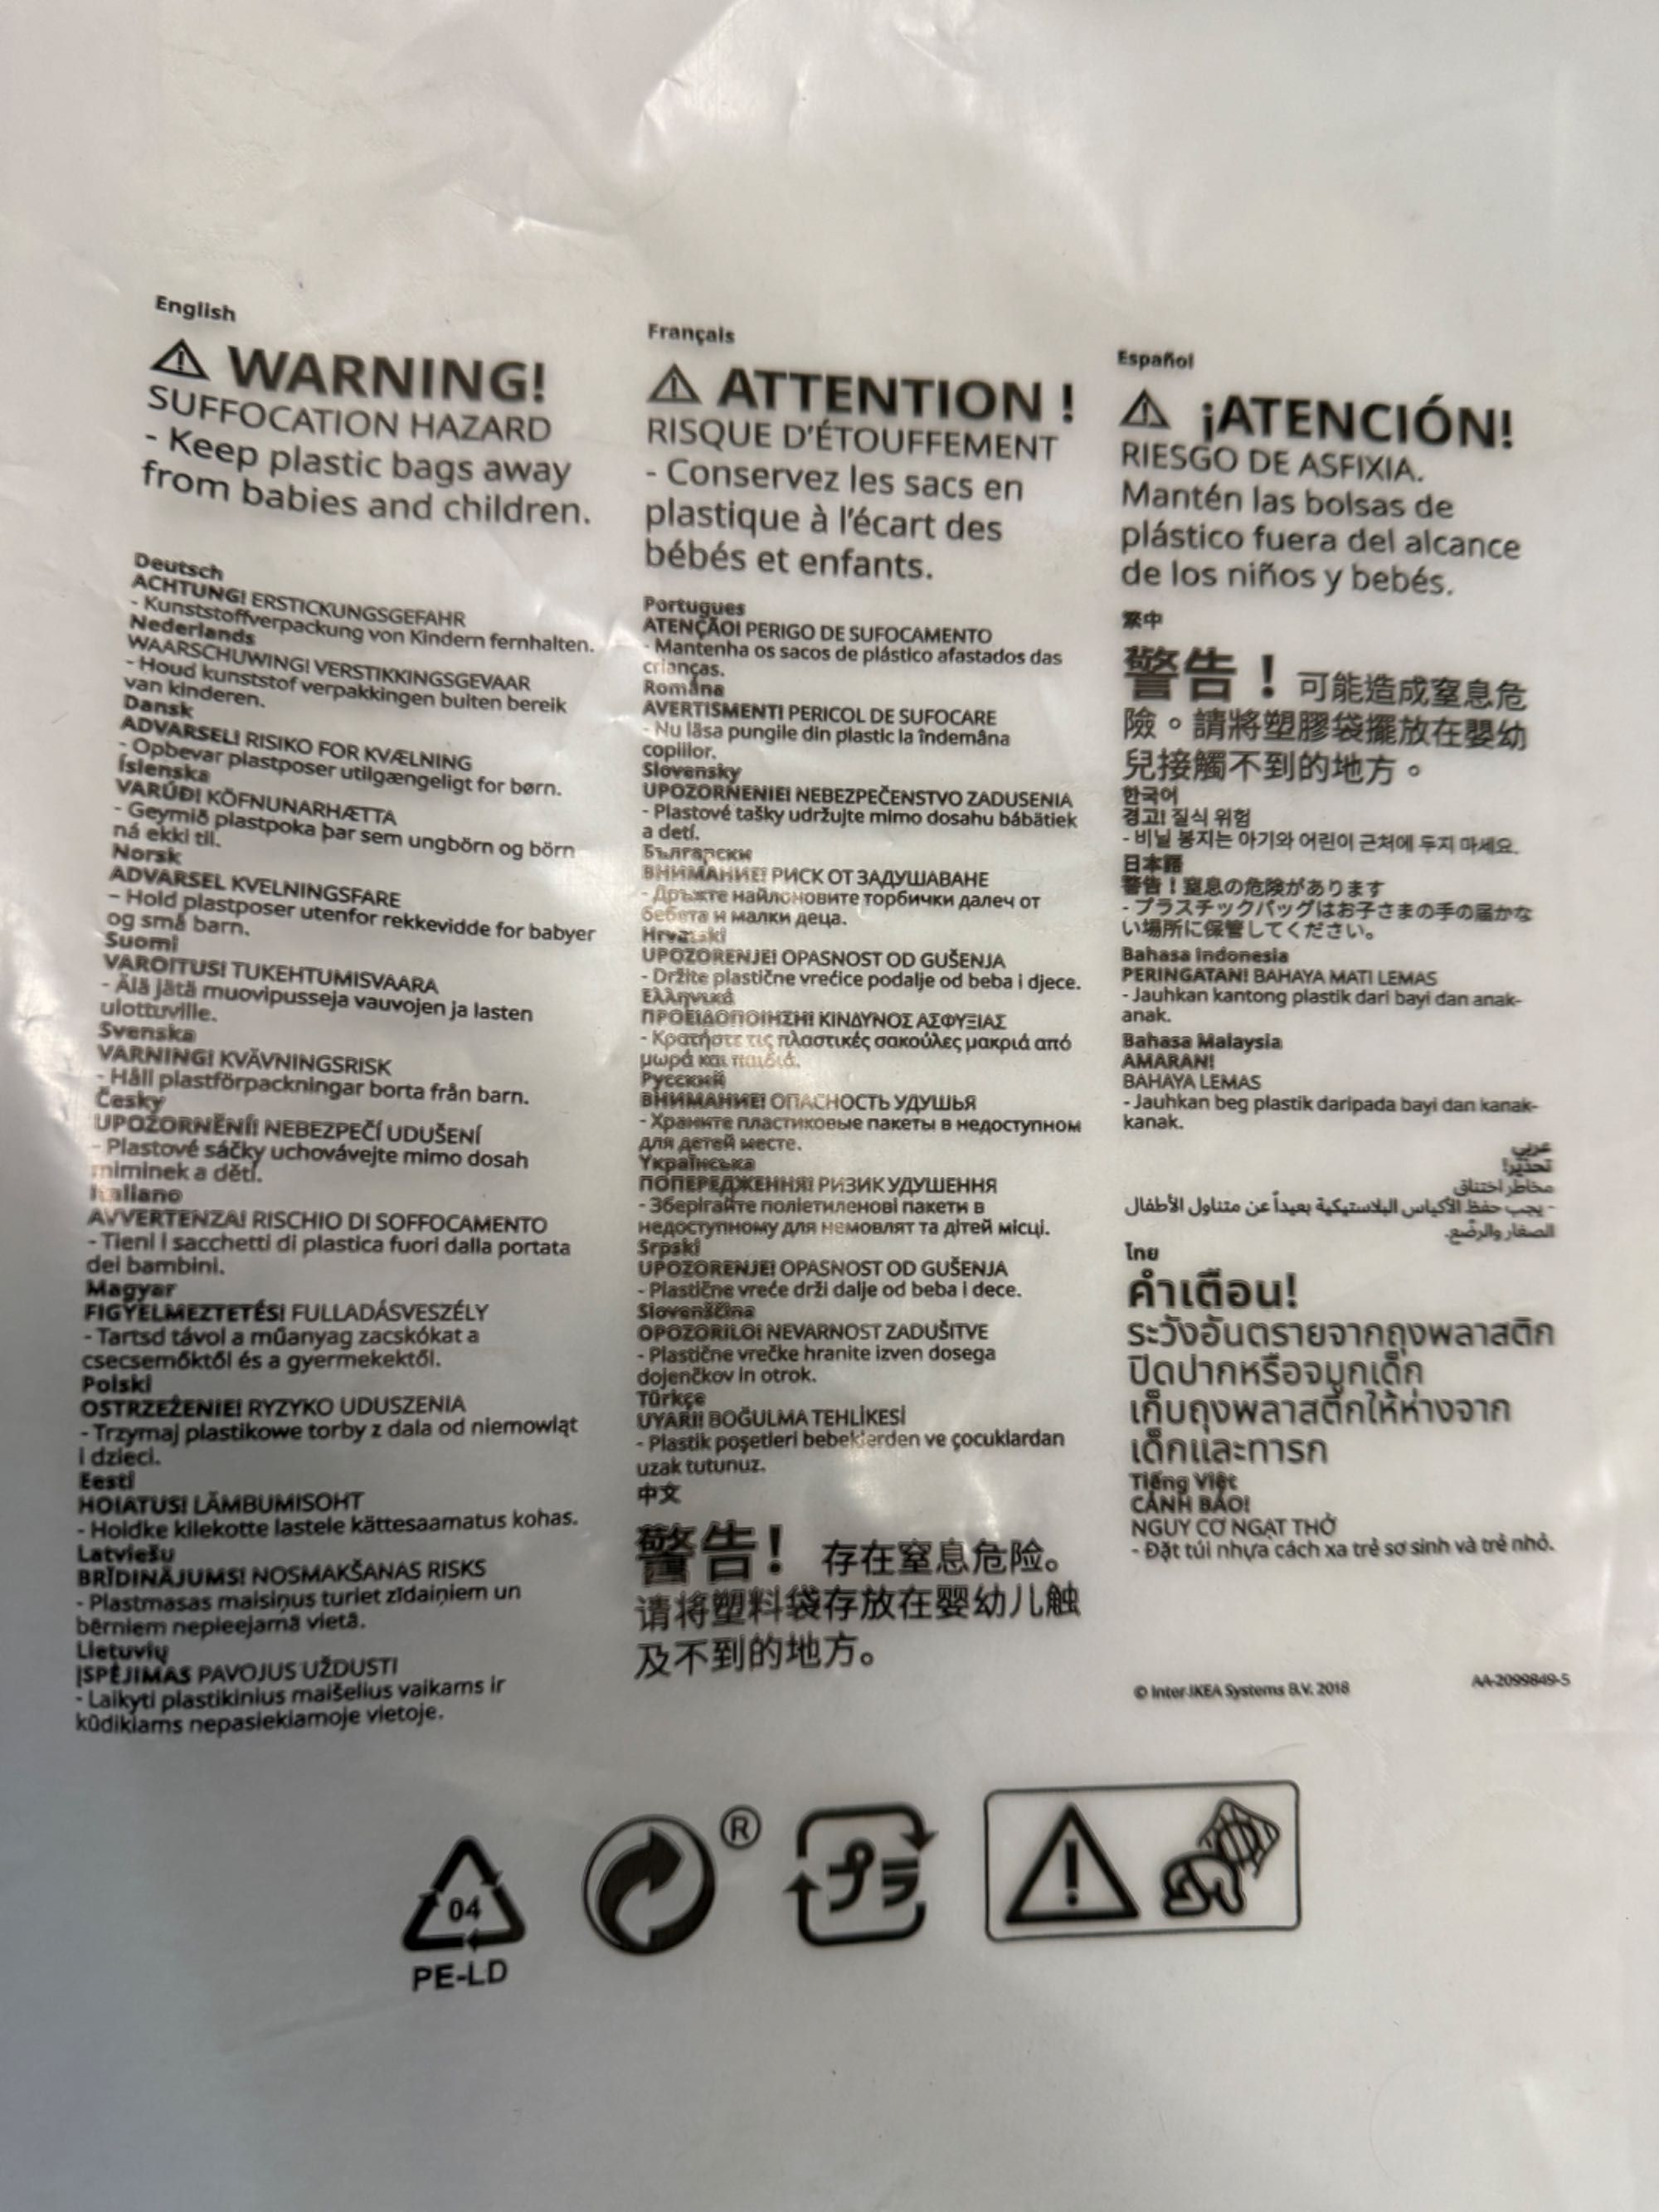 English
⚠ WARNING!
SUFFOCATION HAZARD
- Keep plastic bags away
from babies and children.
Deutsch
ACHTUNG! ERSTICKUNGSGEFAHR
- Kunststoffverpackung von Kindern fernhalten.
Nederlands
WAARSCHUWING! VERSTIKKINGSGEVAAR
- Houd kunststof verpakkingen buiten bereik
van kinderen.
Dansk
ADVARSEL! RISIKO FOR KVÆLNING
- Opbevar plastposer utilgængeligt for børn.
Íslenska
VARÚÐ! KÖFNUNARHÆTTA
- Geymið plastpoka þar sem ungbörn og börn
ná ekki til.
Norsk
ADVARSEL KVELNINGSFARE
– Hold plastposer utenfor rekkevidde for babyer
og små barn.
Suomi
VAROITUS! TUKEHTUMISVAARA
- Älä jätä muovipusseja vauvojen ja lasten
ulottuville.
Svenska
VARNING! KVÄVNINGSRISK
- Håll plastförpackningar borta från barn.
Česky
UPOZORNĚNÍ! NEBEZPEČÍ UDUŠENÍ
- Plastové sáčky uchovávejte mimo dosah
miminek a dětí.
Italiano
AVVERTENZA! RISCHIO DI SOFFOCAMENTO
- Tieni i sacchetti di plastica fuori dalla portata
dei bambini.
Magyar
FIGYELMEZTETÉS! FULLADÁSVESZÉLY
- Tartsd távol a műanyag zacskókat a
csecsemőktől és a gyermekektől.
Polski
OSTRZEŻENIE! RYZYKO UDUSZENIA
- Trzymaj plastikowe torby z dala od niemowląt
i dzieci.
Eesti
HOIATUS! LÄMBUMISOHT
- Hoidke kilekotte lastele kättesaamatus kohas.
Latviešu
BRĪDINĀJUMS! NOSMAKŠANAS RISKS
- Plastmasas maisiņus turiet zīdaiņiem un
bērniem nepieejamā vietā.
Lietuvių
ĮSPĖJIMAS PAVOJUS UŽDUSTI
- Laikyti plastikinius maišelius vaikams ir
kūdikiams nepasiekiamoje vietoje.
Français
⚠ ATTENTION !
RISQUE D'ÉTOUFFEMENT
- Conservez les sacs en
plastique à l'écart des
bébés et enfants.
Portugues
ATENÇÃO! PERIGO DE SUFOCAMENTO
- Mantenha os sacos de plástico afastados das
crianças.
Româna
AVERTISMENT! PERICOL DE SUFOCARE
- Nu lăsa pungile din plastic la îndemâna
copiilor.
Slovensky
UPOZORNENIE! NEBEZPEČENSTVO ZADUSENIA
- Plastové tašky udržujte mimo dosahu bábätiek
a detí.
Български
ВНИМАНИЕ! РИСК ОТ ЗАДУШАВАНЕ
- Дръжте найлоновите торбички далеч от
бебета и малки деца.
Hrvatski
UPOZORENJE! OPASNOST OD GUŠENJA
- Držite plastične vrećice podalje od beba i djece.
Ελληνικά
ΠΡΟΕΙΔΟΠΟΙΗΣΗ! ΚΙΝΔΥΝΟΣ ΑΣΦΥΞΙΑΣ
- Κρατήστε τις πλαστικές σακούλες μακριά από
μωρά και παιδιά.
Русский
ВНИМАНИЕ! ОПАСНОСТЬ УДУШЬЯ
- Храните пластиковые пакеты в недоступном
для детей месте.
Українська
ПОПЕРЕДЖЕННЯ! РИЗИК УДУШЕННЯ
- Зберігайте поліетиленові пакети в
недоступному для немовлят та дітей місці.
Srpski
UPOZORENJE! OPASNOST OD GUŠENJA
- Plastične vreće drži dalje od beba i dece.
Slovenščina
OPOZORILO! NEVARNOST ZADUŠITVE
- Plastične vrečke hranite izven dosega
dojenčkov in otrok.
Türkçe
UYARI! BOĞULMA TEHLİKESİ
- Plastik poşetleri bebeklerden ve çocuklardan
uzak tutunuz.
中文
警告！ 存在窒息危险。
请将塑料袋存放在婴幼儿触
及不到的地方。
Español
⚠ ¡ATENCIÓN!
RIESGO DE ASFIXIA.
Mantén las bolsas de
plástico fuera del alcance
de los niños y bebés.
繁中
警告！可能造成窒息危
險。請將塑膠袋擺放在嬰幼
兒接觸不到的地方。
한국어
경고! 질식 위험
- 비닐 봉지는 아기와 어린이 근처에 두지 마세요.
日本語
警告！窒息の危険があります
- プラスチックバッグはお子さまの手の届かな
い場所に保管してください。
Bahasa Indonesia
PERINGATAN! BAHAYA MATI LEMAS
- Jauhkan kantong plastik dari bayi dan anak-
anak.
Bahasa Malaysia
AMARAN!
BAHAYA LEMAS
- Jauhkan beg plastik daripada bayi dan kanak-
kanak.
عربي
تحذير!
مخاطر اختناق
- يجب حفظ الأكياس البلاستيكية بعيداً عن متناول الأطفال
الصغار والرضّع.
ไทย
คำเตือน!
ระวังอันตรายจากถุงพลาสติก
ปิดปากหรือจมูกเด็ก
เก็บถุงพลาสติกให้ห่างจาก
เด็กและทารก
Tiếng Việt
CẢNH BÁO!
NGUY CƠ NGẠT THỞ
- Đặt túi nhựa cách xa trẻ sơ sinh và trẻ nhỏ.
© Inter IKEA Systems B.V. 2018
AA-2099849-5
04
PE-LD
®
プラ